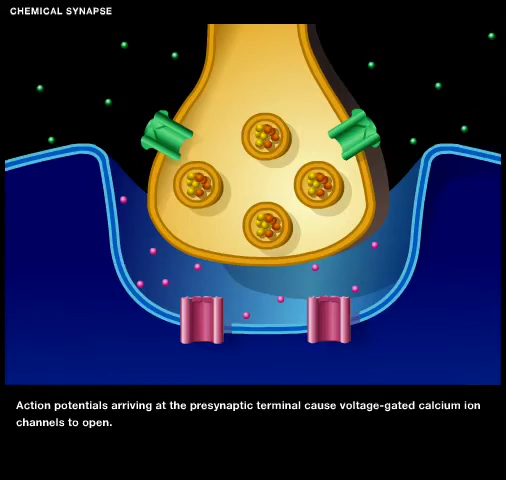 CHEMICAL SYNAPSE
Action potentials arriving at the presynaptic terminal cause voltage-gated calcium ion
channels to open.